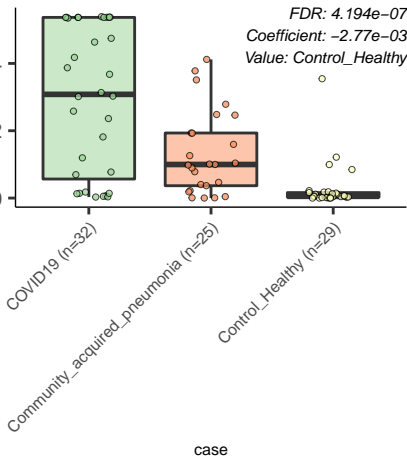 FDR: 4.194e−07
Coefficient: −2.77e−03
Value: Control_Healthy
COVID19 (n=32)
Community_acquired_pneumonia (n=25)
Control_Healthy (n=29)
case